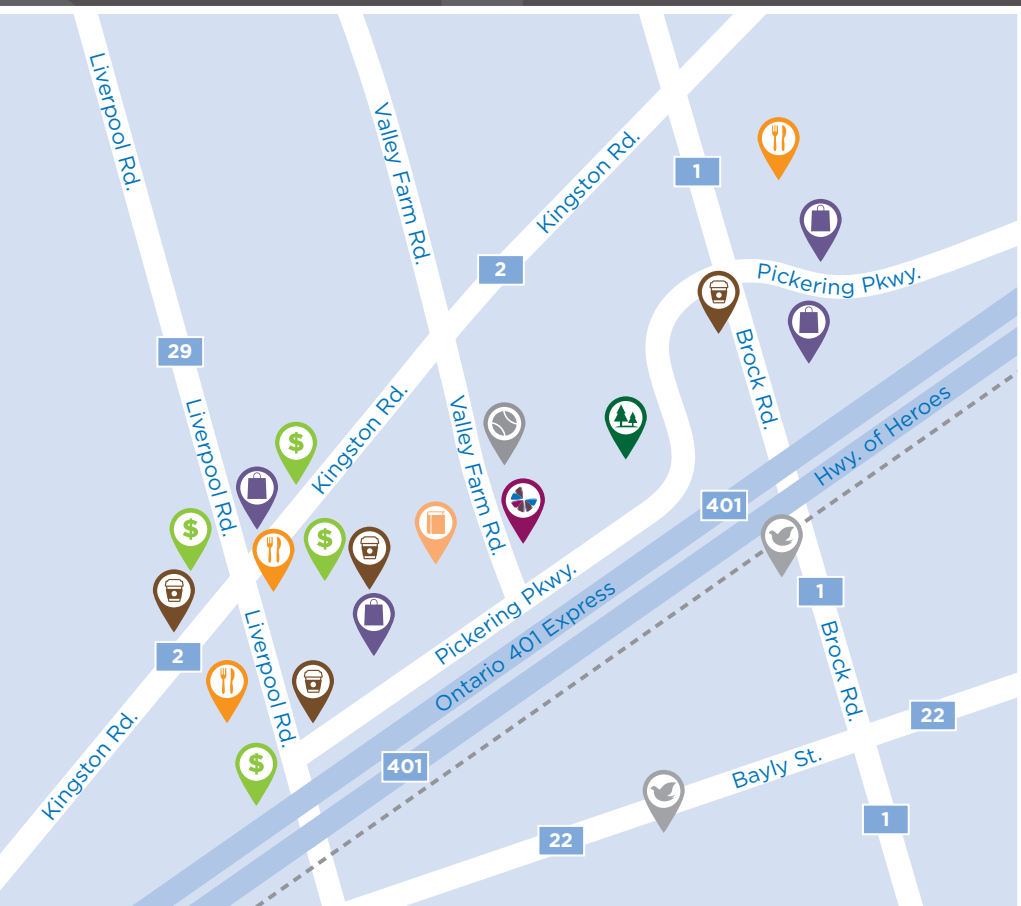 Liverpool Rd.
Valley Farm Rd.
Kingston Rd.
1
2
Pickering Pkwy.
29
Brock Rd.
Liverpool Rd.
Kingston Rd.
Valley Farm Rd.
Hwy. of Heroes
$
401
$
$
Pickering Pkwy.
Ontario 401 Express
1
Liverpool Rd.
2
Brock Rd.
Kingston Rd.
22
$
401
Bayly St.
1
22